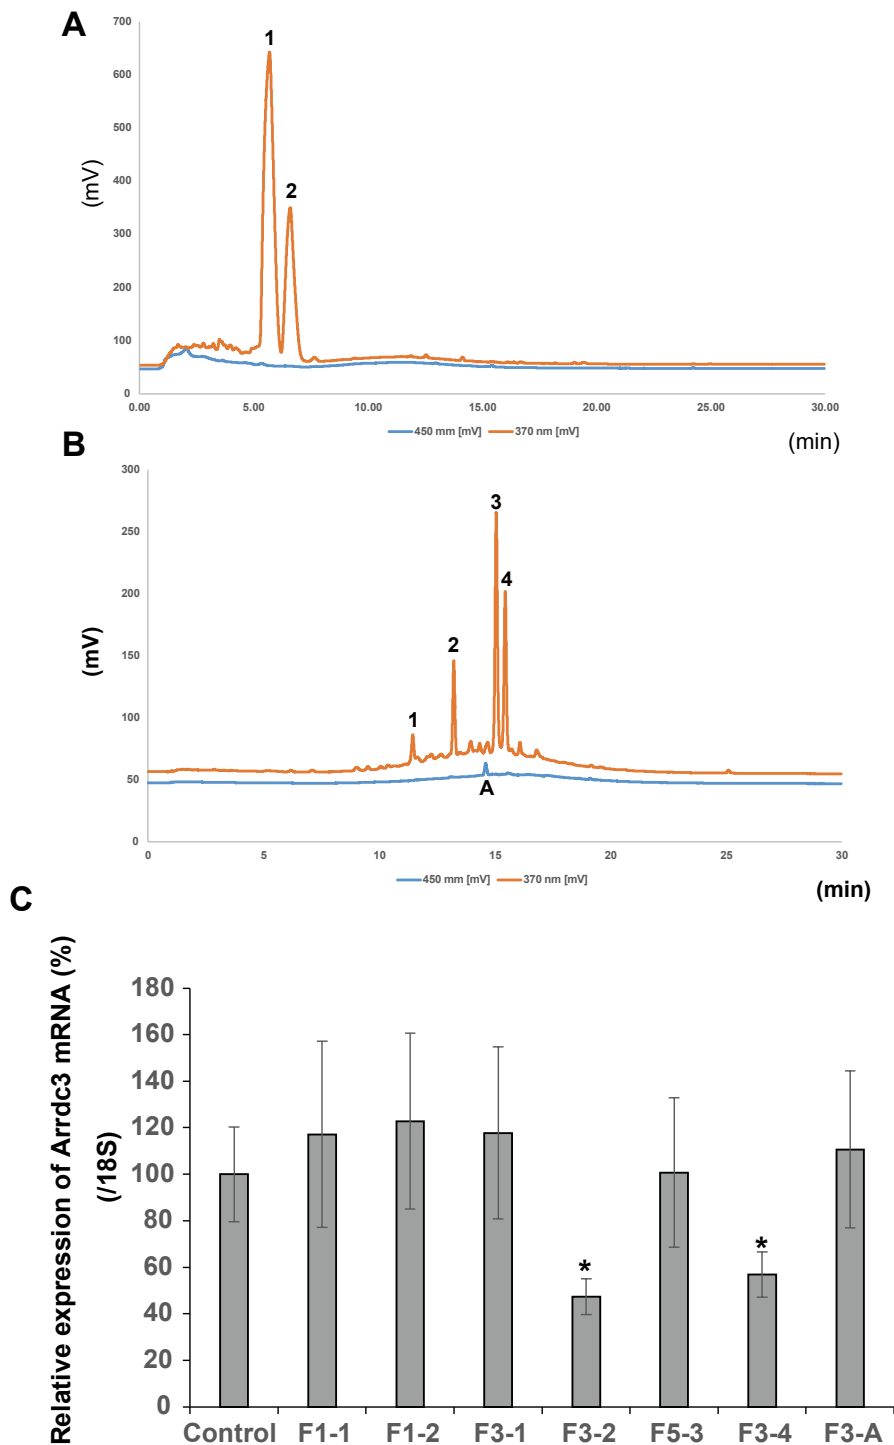 A
700
600
500
400
300
200
100
0
(mV)
1
2
0.00 5.00 10.00 15.00 20.00 25.00 30.00
450 mm [mV] 370 nm [mV]
(min)
B
300
250
200
150
100
50
0
(mV)
1
2
3
4
A
0 5 10 15 20 25 30
450 mm [mV] 370 nm [mV]
(min)
C
Relative expression of Arrdc3 mRNA (%)
(/18S)
180
160
140
120
100
80
60
40
20
0
*
*
Control F1-1 F1-2 F3-1 F3-2 F5-3 F3-4 F3-A